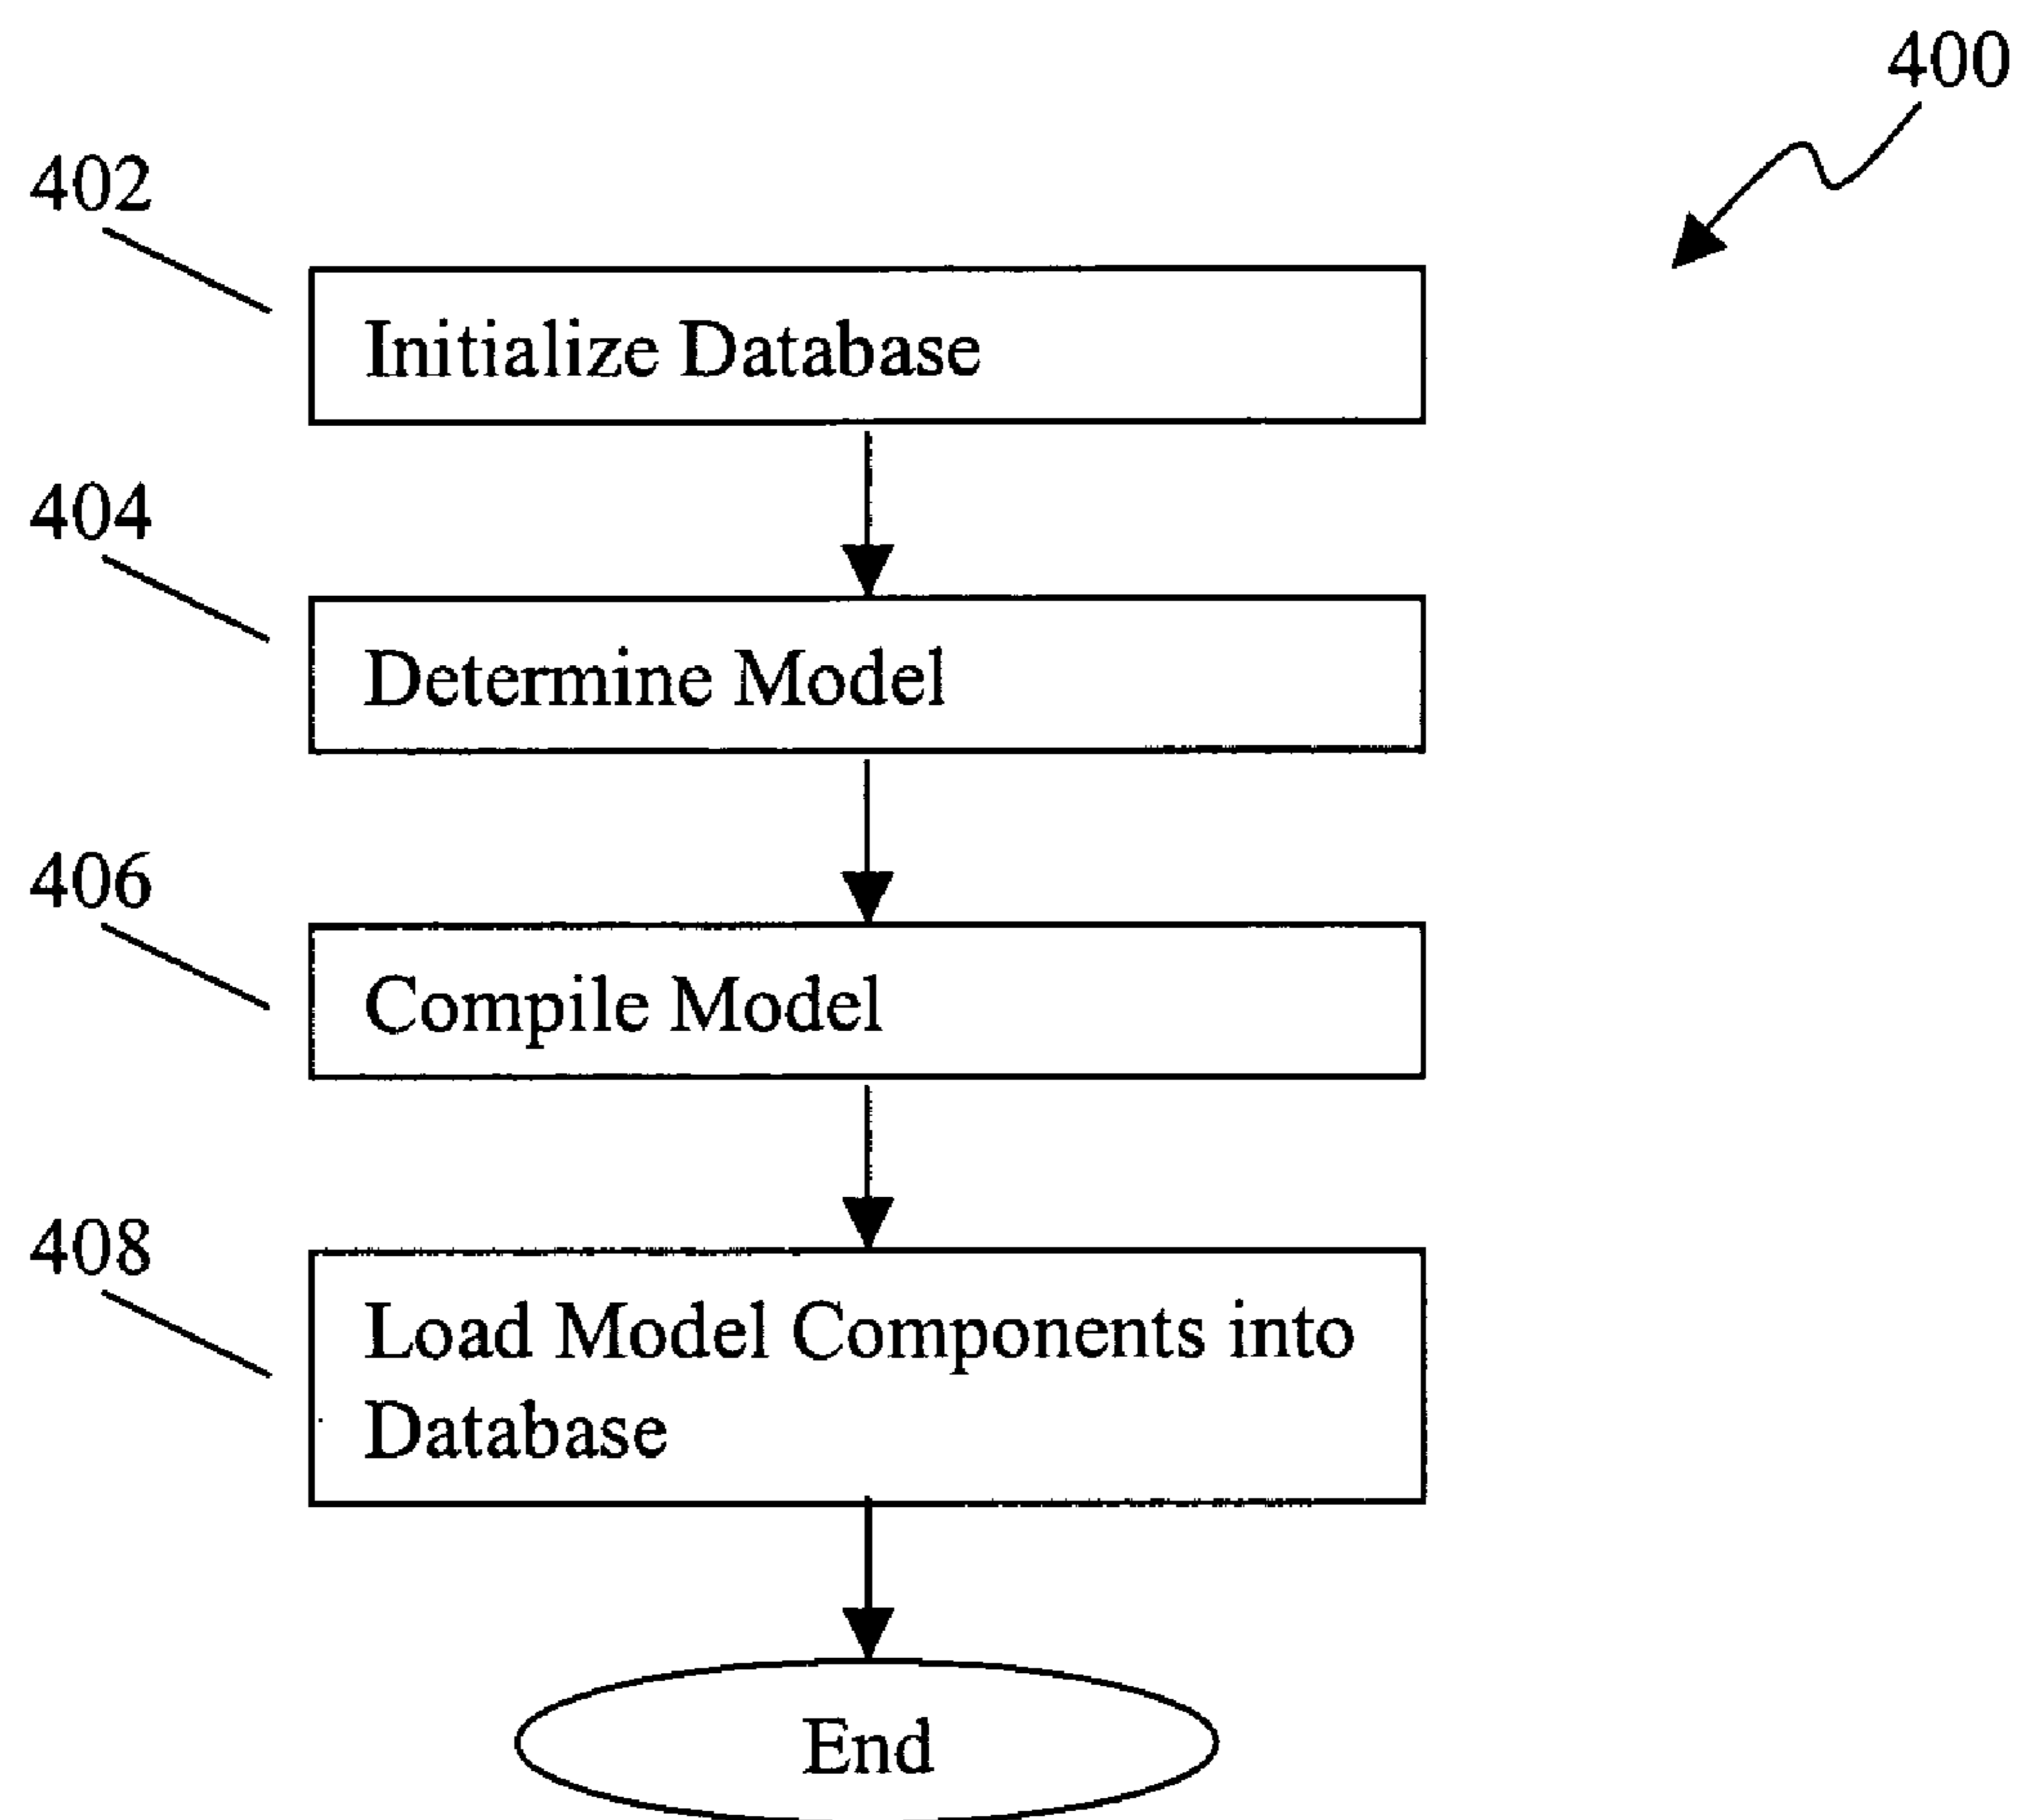 400
402
Initialize Database
404
Determine Model
406
Compile Model
408
Load Model Components into
Database
End